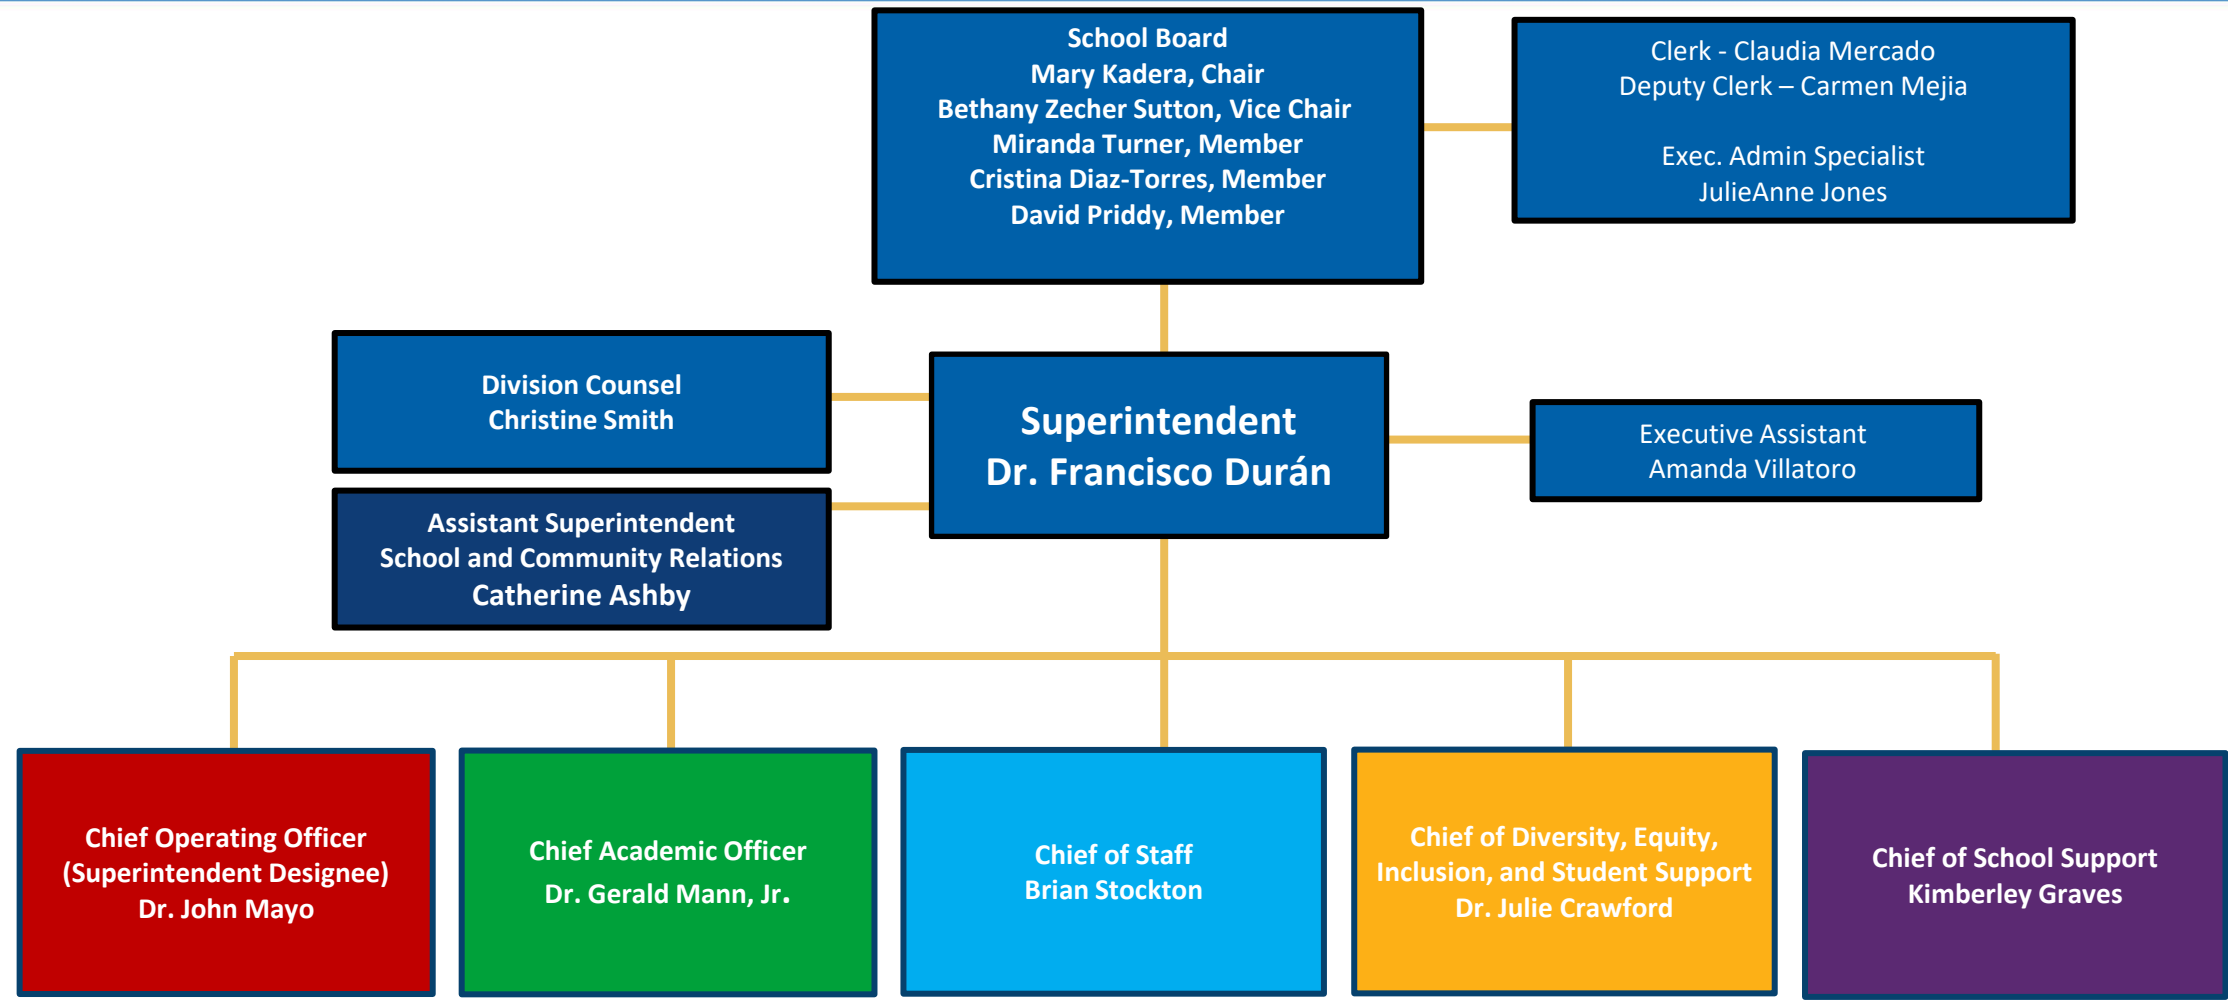 School Board
Mary Kadera, Chair
Bethany Zecher Sutton, Vice Chair
Miranda Turner, Member
Cristina Diaz-Torres, Member
David Priddy, Member
Clerk - Claudia Mercado
Deputy Clerk – Carmen Mejia
Exec. Admin Specialist
JulieAnne Jones
Division Counsel
Christine Smith
Superintendent
Dr. Francisco Durán
Executive Assistant
Amanda Villatoro
Assistant Superintendent
School and Community Relations
Catherine Ashby
Chief Operating Officer
(Superintendent Designee)
Dr. John Mayo
Chief Academic Officer
Dr. Gerald Mann, Jr.
Chief of Staff
Brian Stockton
Chief of Diversity, Equity,
Inclusion, and Student Support
Dr. Julie Crawford
Chief of School Support
Kimberley Graves